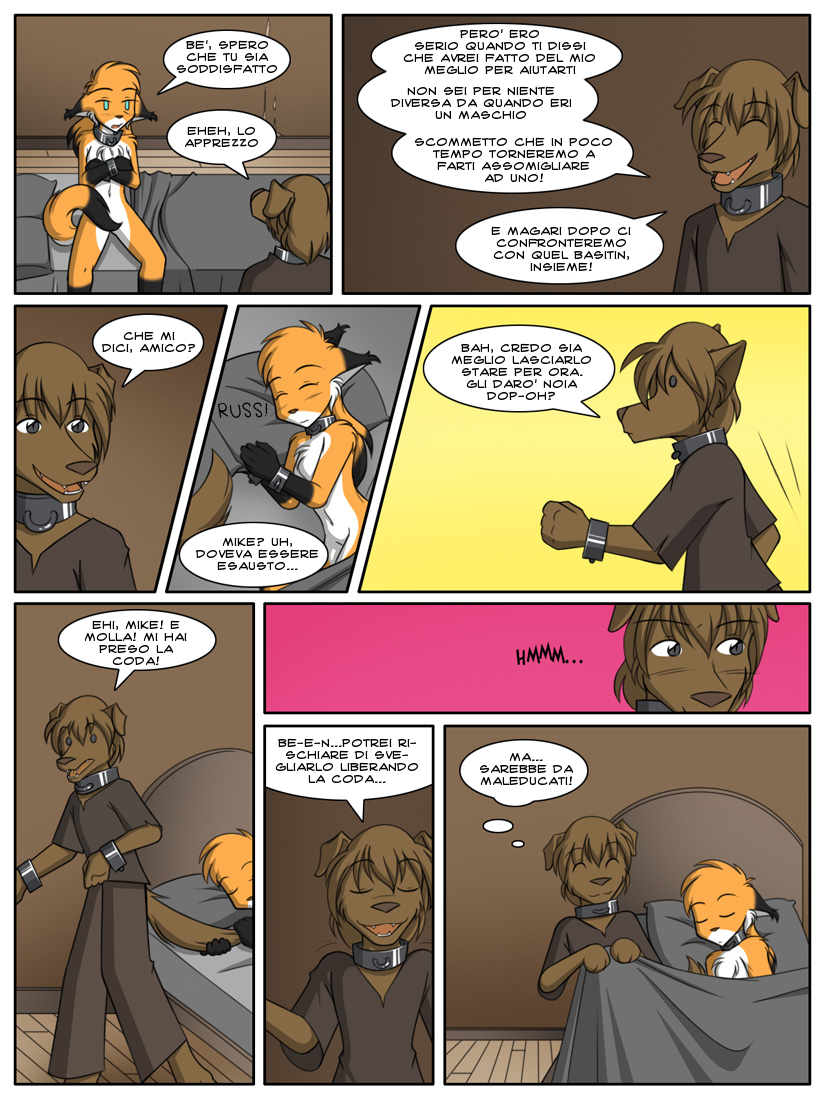 BE', SPERO
CHE TU SIA
SODDISFATTO
EHEH, LO
APPREZZO
PERO' ERO
SERIO QUANDO TI DISSI
CHE AVREI FATTO DEL MIO
MEGLIO PER AIUTARTI
NON SEI PER NIENTE
DIVERSA DA QUANDO ERI
UN MASCHIO
SCOMMETTO CHE IN POCO
TEMPO TORNEREMO A
FARTI ASSOMIGLIARE
AD UNO!
E MAGARI DOPO CI
CONFRONTEREMO
CON QUEL BASITIN,
INSIEME!
CHE MI
DICI, AMICO?
RUSS!
MIKE? UH,
DOVEVA ESSERE
ESAUSTO...
BAH, CREDO SIA
MEGLIO LASCIARLO
STARE PER ORA.
GLI DARO' NOIA
DOP-OH?
EHI, MIKE! E
MOLLA! MI HAI
PRESO LA
CODA!
HMMM...
BE-E-N...POTREI RI-
SCHIARE DI SVE-
GLIARLO LIBERANDO
LA CODA...
MA...
SAREBBE DA
MALEDUCATI!